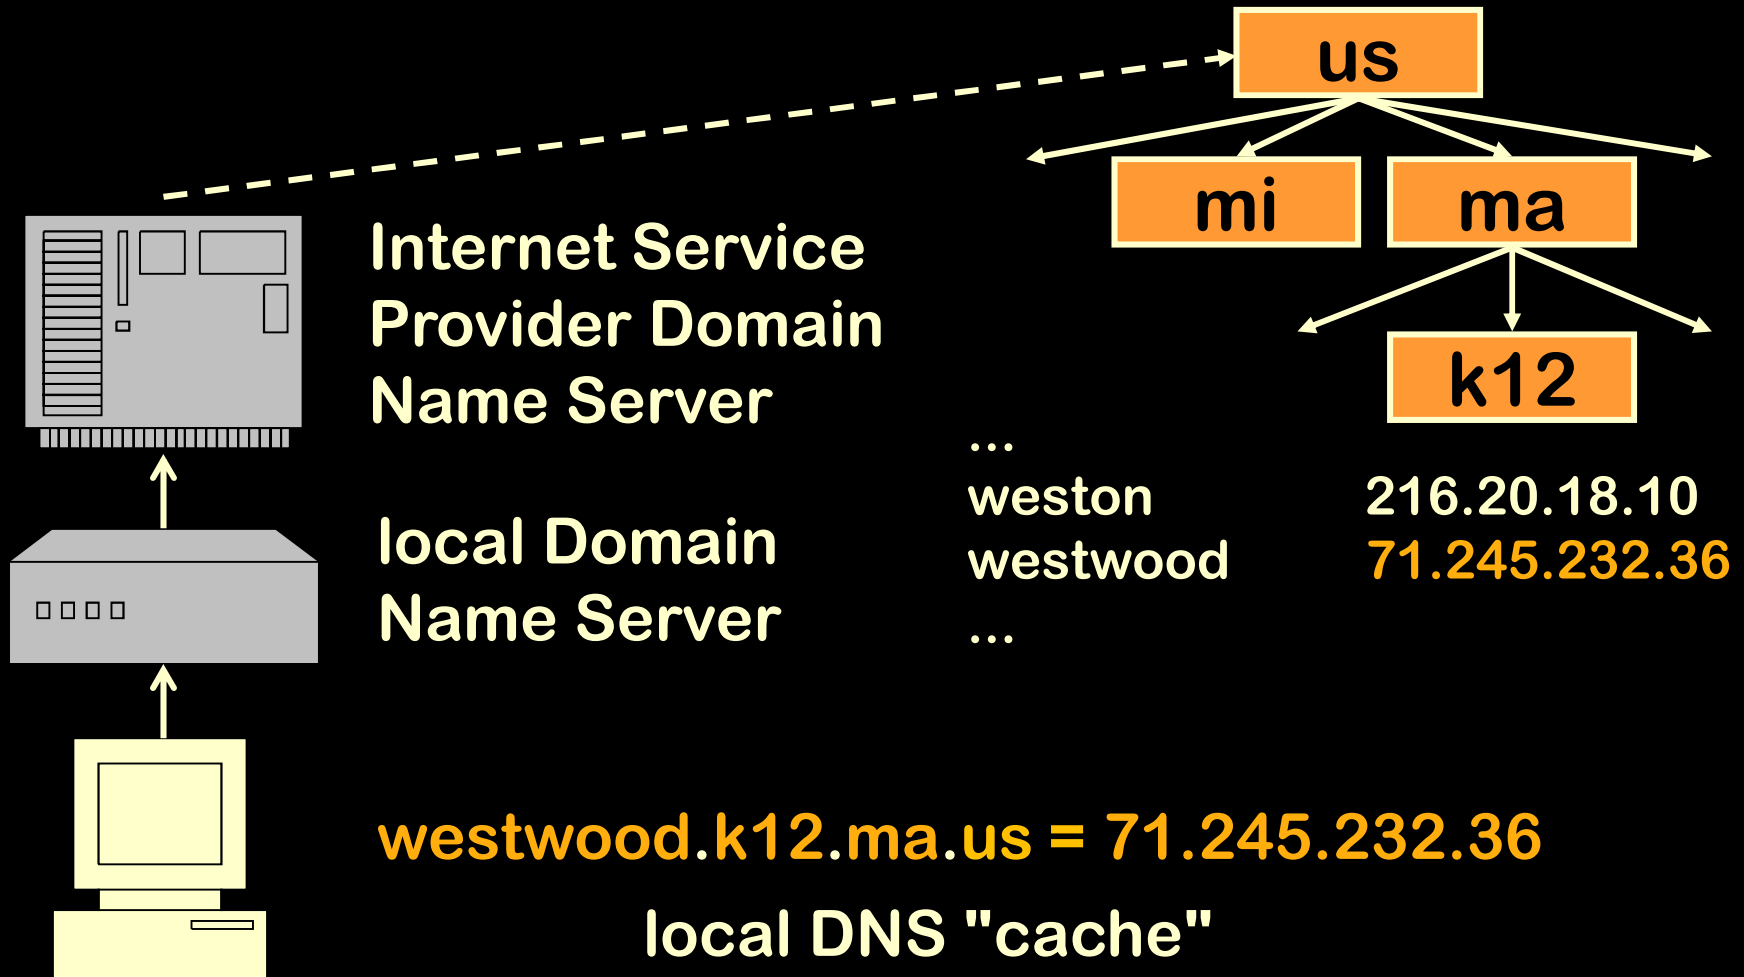 us
mi ma
Internet Service
Provider Domain
Name Server
k12
...
weston 216.20.18.10
local Domain
westwood 71.245.232.36
Name Server
...
westwood.k12.ma.us = 71.245.232.36
local DNS "cache"